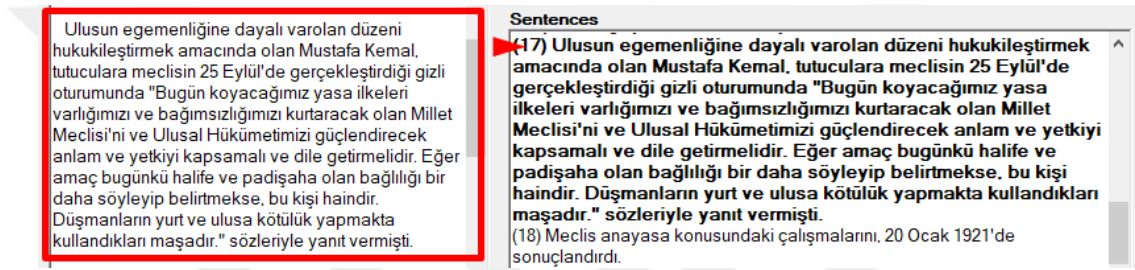 Ulusun egemenliğine dayalı varolan düzeni
hukukileştirmek amacında olan Mustafa Kemal,
tutuculara meclisin 25 Eylül'de gerçekleştirdiği gizli
oturumunda "Bugün koyacağımız yasa ilkeleri
varlığımızı ve bağımsızlığımızı kurtaracak olan Millet
Meclisi'ni ve Ulusal Hükümetimizi güçlendirecek
anlam ve yetkiyi kapsamalı ve dile getirmelidir. Eğer
amaç bugünkü halife ve padişaha olan bağlılığı bir
daha söyleyip belirtmekse, bu kişi haindir.
Düşmanların yurt ve ulusa kötülük yapmakta
kullandıkları maşadır." sözleriyle yanıt vermişti.
Sentences
(17) Ulusun egemenliğine dayalı varolan düzeni hukukileştirmek
amacında olan Mustafa Kemal, tutuculara meclisin 25 Eylül'de
gerçekleştirdiği gizli oturumunda "Bugün koyacağımız yasa
ilkeleri varlığımızı ve bağımsızlığımızı kurtaracak olan Millet
Meclisi'ni ve Ulusal Hükümetimizi güçlendirecek anlam ve yetkiyi
kapsamalı ve dile getirmelidir. Eğer amaç bugünkü halife ve
padişaha olan bağlılığı bir daha söyleyip belirtmekse, bu kişi
haindir. Düşmanların yurt ve ulusa kötülük yapmakta kullandıkları
maşadır." sözleriyle yanıt vermişti.
(18) Meclis anayasa konusundaki çalışmalarını, 20 Ocak 1921'de
sonuçlandırdı.